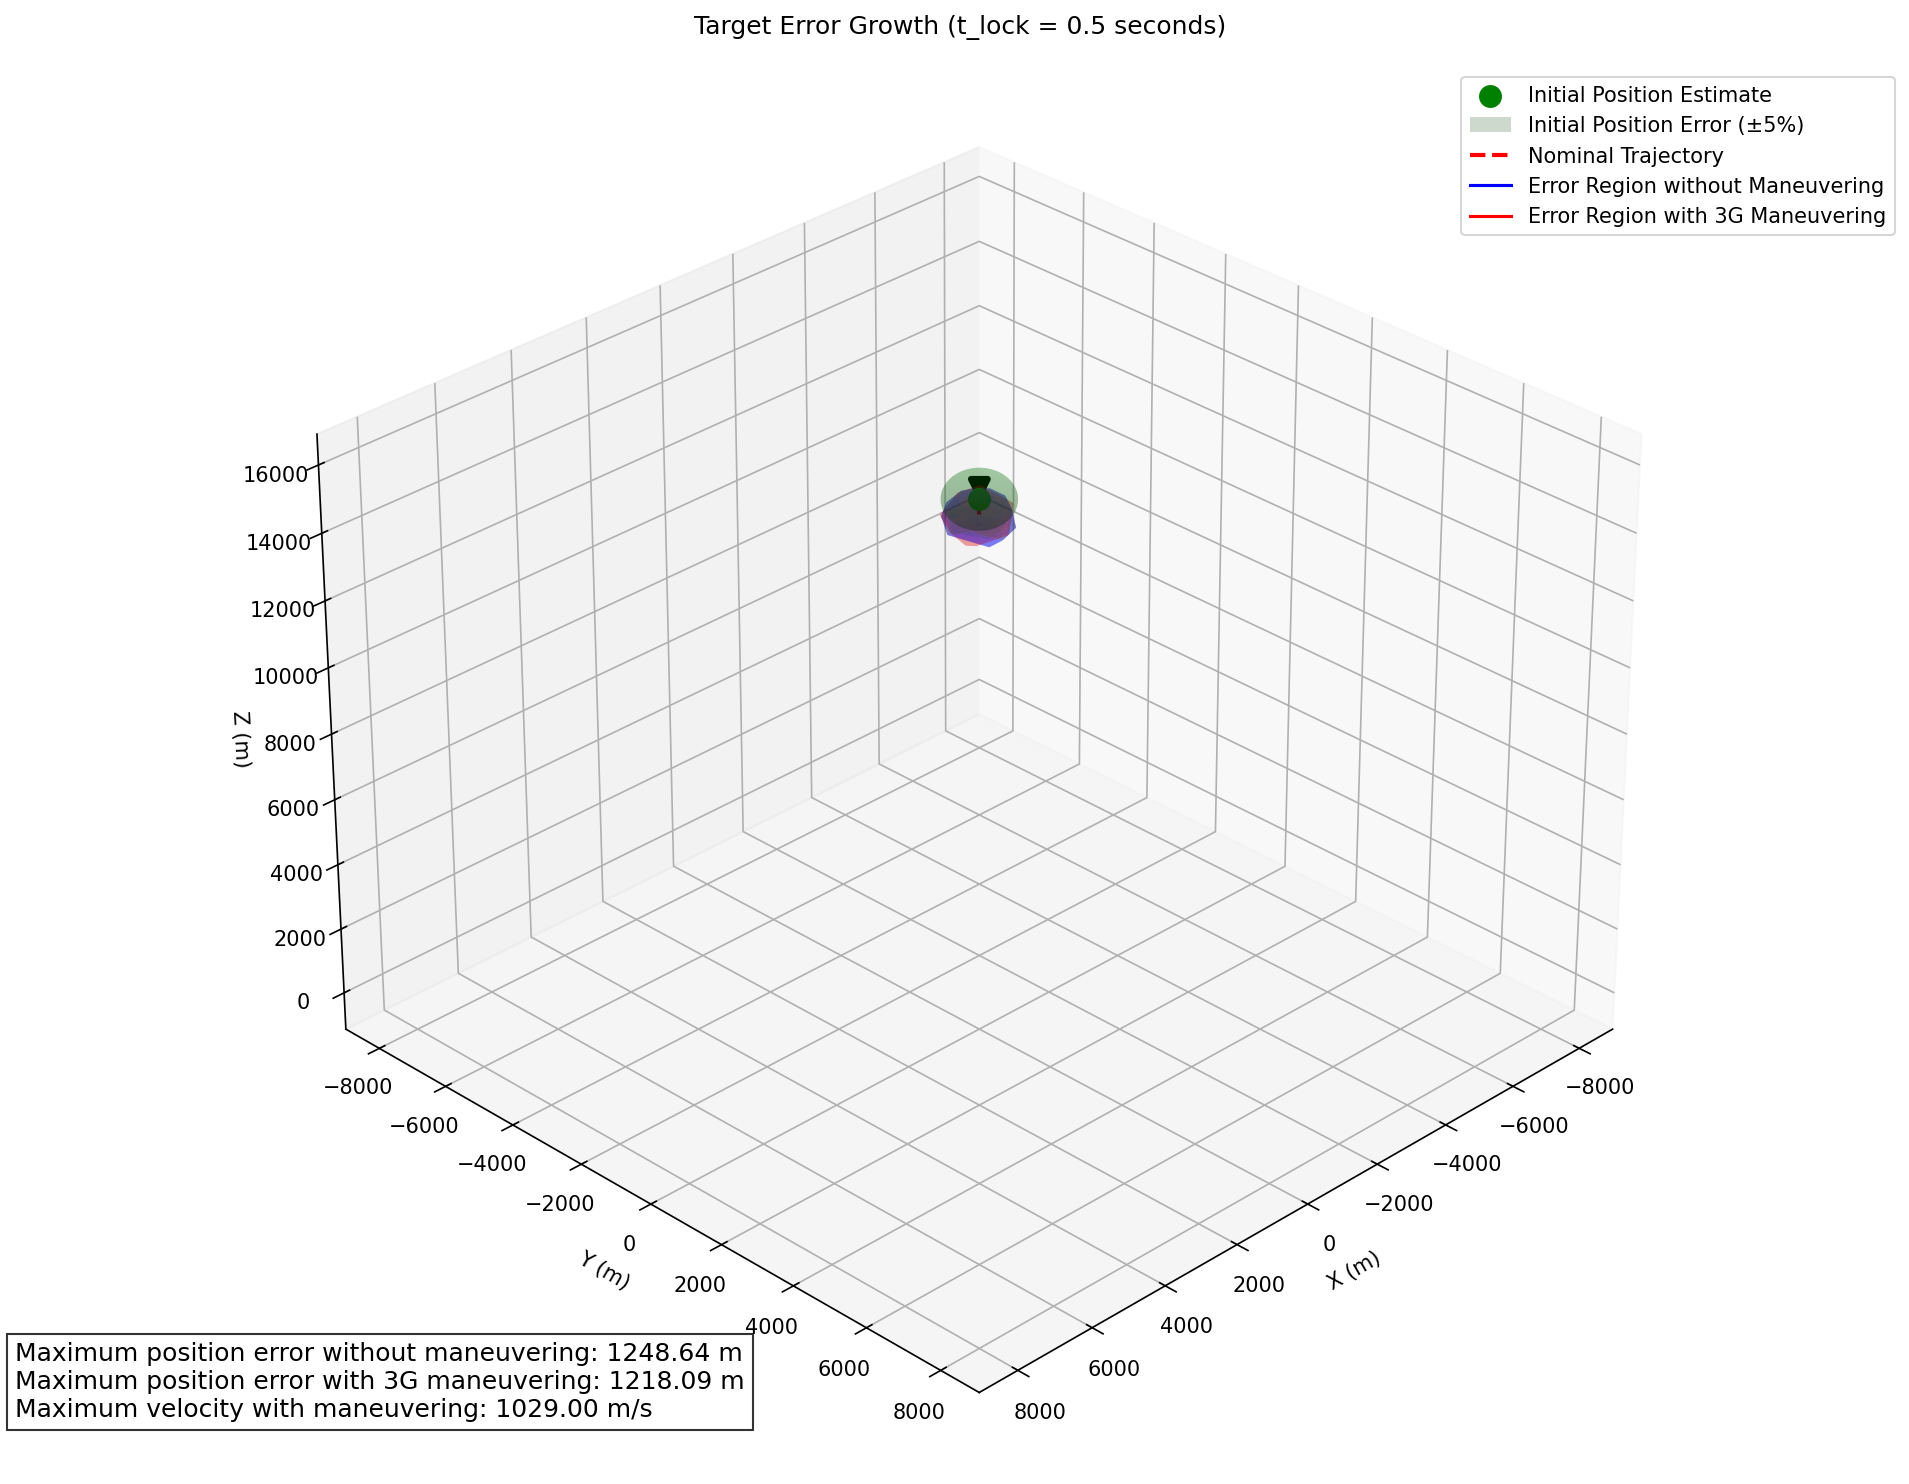 Target Error Growth (t_lock = 0.5 seconds)
Initial Position Estimate
Initial Position Error (±5%)
Nominal Trajectory
Error Region without Maneuvering
Error Region with 3G Maneuvering
16000
14000
12000
10000
8000
6000
4000
2000
0
Z (m)
−8000
−6000
−4000
−2000
0
2000
4000
6000
8000
Y (m)
−8000
−6000
−4000
−2000
0
2000
4000
6000
8000
X (m)
Maximum position error without maneuvering: 1248.64 m
Maximum position error with 3G maneuvering: 1218.09 m
Maximum velocity with maneuvering: 1029.00 m/s